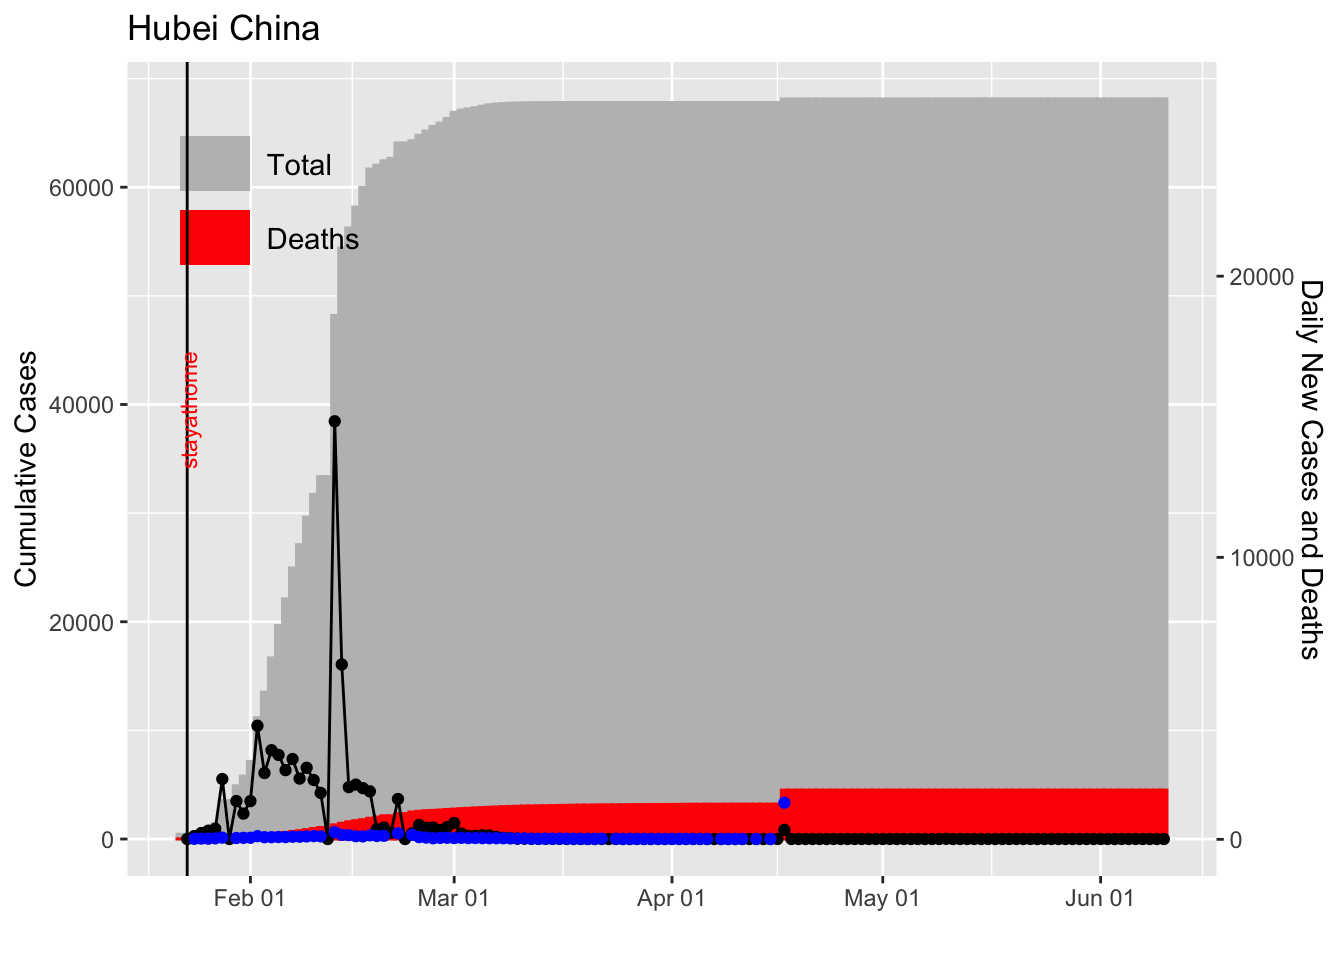 Hubei China
Total
Deaths
stayathome
Cumulative Cases
60000
40000
20000
0
20000
10000
0
Daily New Cases and Deaths
Feb 01
Mar 01
Apr 01
May 01
Jun 01